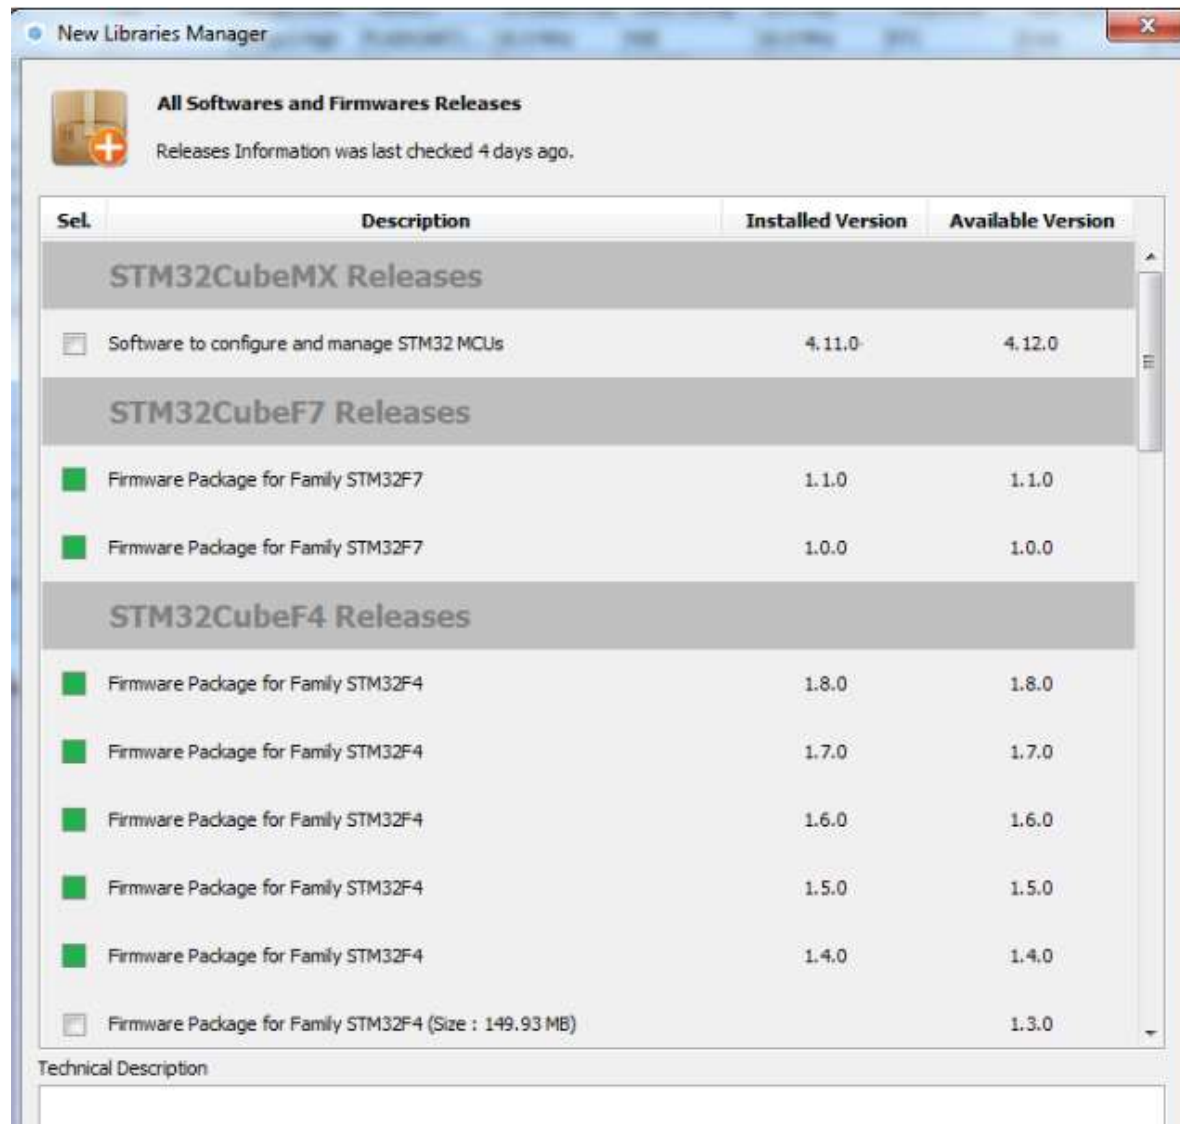 New Libraries Manager
All Softwares and Firmwares Releases
Releases Information was last checked 4 days ago.
Sel. Description Installed Version Available Version
STM32CubeMX Releases
Software to configure and manage STM32 MCUs 4.11.0 4.12.0
STM32CubeF7 Releases
Firmware Package for Family STM32F7 1.1.0 1.1.0
Firmware Package for Family STM32F7 1.0.0 1.0.0
STM32CubeF4 Releases
Firmware Package for Family STM32F4 1.8.0 1.8.0
Firmware Package for Family STM32F4 1.7.0 1.7.0
Firmware Package for Family STM32F4 1.6.0 1.6.0
Firmware Package for Family STM32F4 1.5.0 1.5.0
Firmware Package for Family STM32F4 1.4.0 1.4.0
Firmware Package for Family STM32F4 (Size : 149.93 MB) 1.3.0
Technical Description